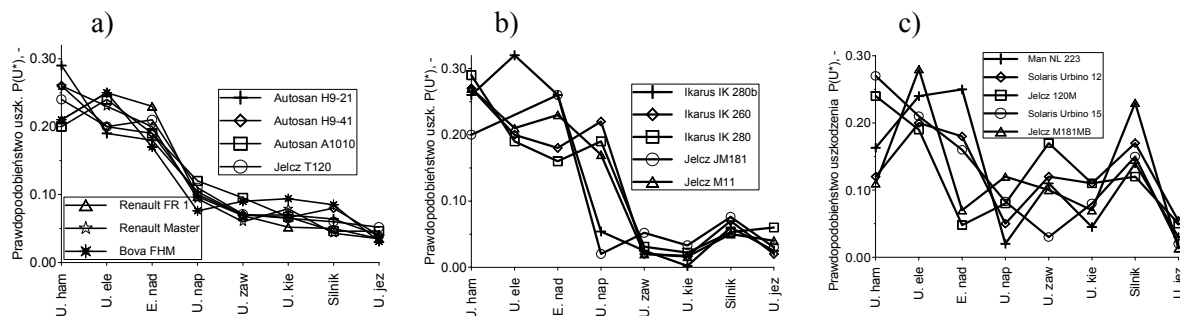 a)
Prawdopodobieństwo uszk. P(U*), -
0.30
0.20
0.10
0.00
Autosan H9-21
Autosan H9-41
Autosan A1010
Jelcz T120
Renault FR 1
Renault Master
Bova FHM
U. ham
U. ele
E. nad
U. nap
U. zaw
U. kie
Silnik
U. jez
b)
Prawdopodobieństwo uszk. P(U*), -
0.30
0.20
0.10
0.00
Ikarus IK 280b
Ikarus IK 260
Ikarus IK 280
Jelcz JM181
Jelcz M11
U. ham
U. ele
E. nad
U. nap
U. zaw
U. kie
Silnik
U. jez
c)
Prawdopodobieństwo uszkodzenia P(U*), -
0.30
0.20
0.10
0.00
Man NL 223
Solaris Urbino 12
Jelcz 120M
Solaris Urbino 15
Jelcz M181MB
U. ham
U. ele
E. nad
U. nap
U. zaw
U. kie
Silnik
U. jez